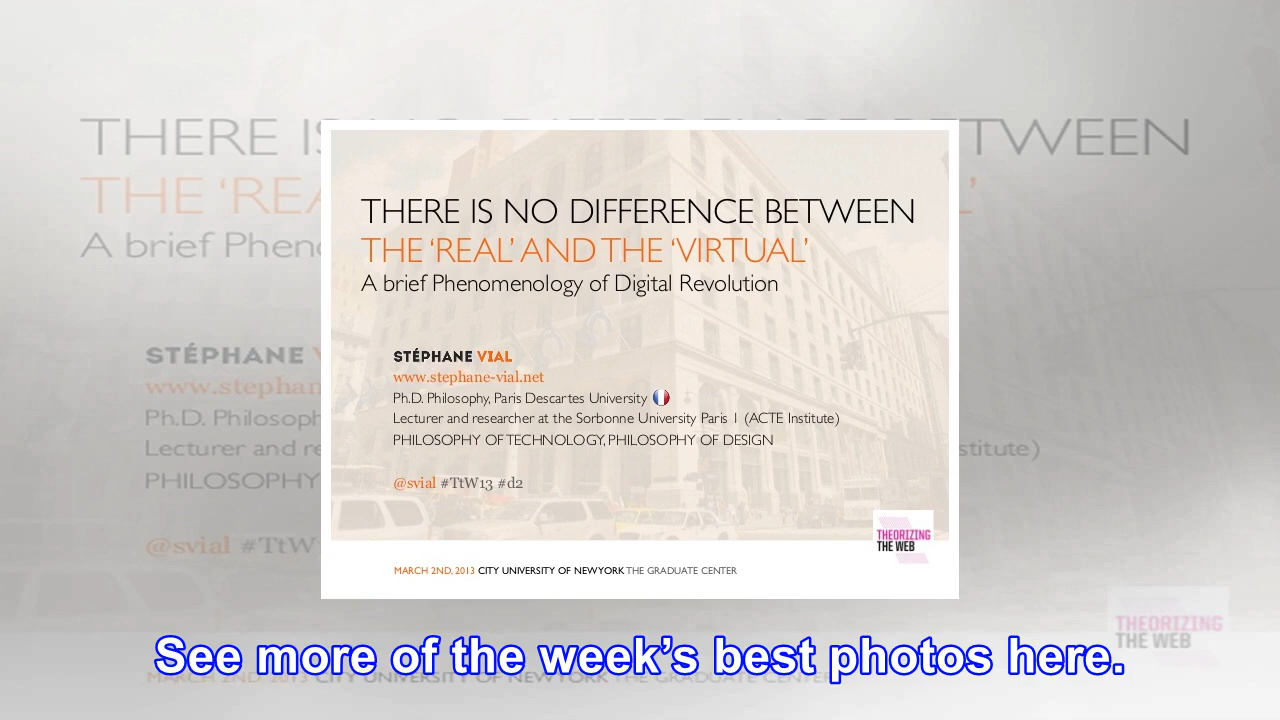 THERE IS NO DIFFERENCE BETWEEN
THE ‘REAL’ AND THE ‘VIRTUAL’
A brief Phenomenology of Digital Revolution
STÉPHANE VIAL
www.stephane-vial.net
Ph.D. Philosophy, Paris Descartes University
Lecturer and researcher at the Sorbonne University Paris 1 (ACTE Institute)
PHILOSOPHY OF TECHNOLOGY, PHILOSOPHY OF DESIGN
@svial #TtW13 #d2
THEORIZING
THE WEB
MARCH 2ND, 2013 CITY UNIVERSITY OF NEW YORK THE GRADUATE CENTER
See more of the week’s best photos here.